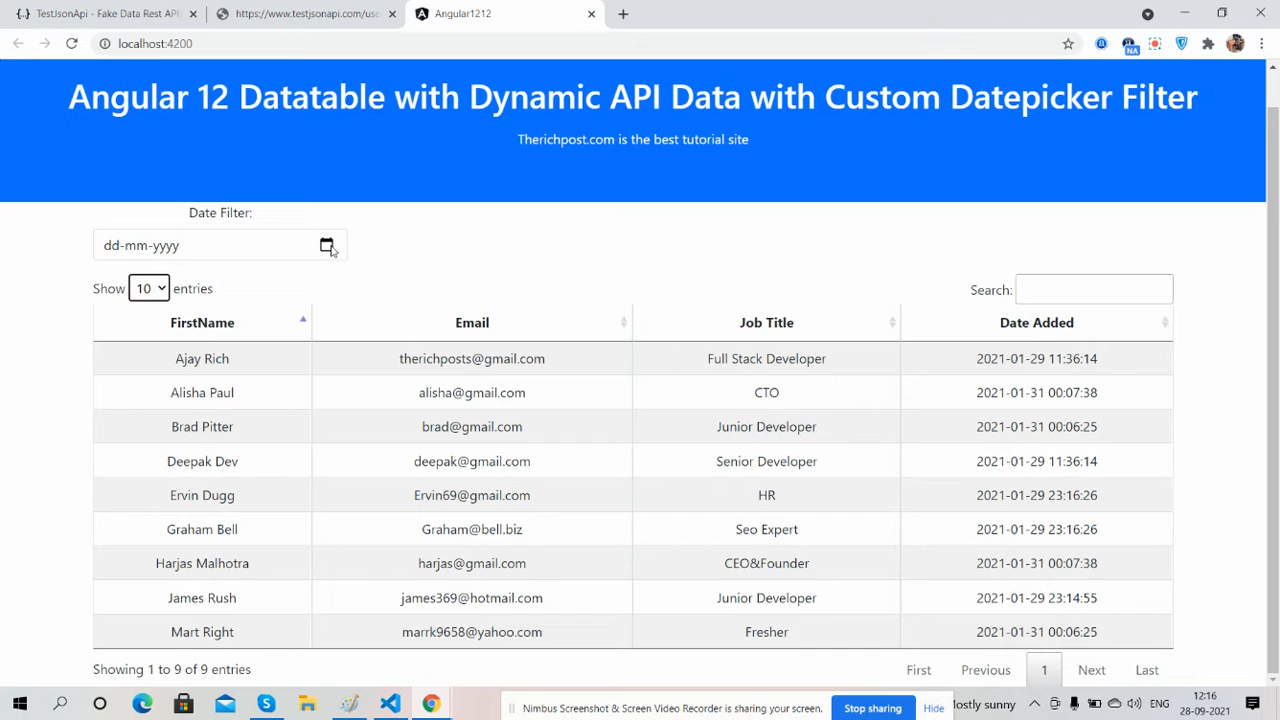 TestJsonApi - Fake Data Rest API
https://www.testjsonapi.com/use
Angular1212
localhost:4200
NA
Angular 12 Datatable with Dynamic API Data with Custom Datepicker Filter
Therichpost.com is the best tutorial site
Date Filter:
dd-mm-yyyy
Show 10 entries
Search:
FirstName Email Job Title Date Added
Ajay Rich therichposts@gmail.com Full Stack Developer 2021-01-29 11:36:14
Alisha Paul alisha@gmail.com CTO 2021-01-31 00:07:38
Brad Pitter brad@gmail.com Junior Developer 2021-01-31 00:06:25
Deepak Dev deepak@gmail.com Senior Developer 2021-01-29 11:36:14
Ervin Dugg Ervin69@gmail.com HR 2021-01-29 23:16:26
Graham Bell Graham@bell.biz Seo Expert 2021-01-29 23:16:26
Harjas Malhotra harjas@gmail.com CEO&Founder 2021-01-31 00:07:38
James Rush james369@hotmail.com Junior Developer 2021-01-29 23:14:55
Mart Right marrk9658@yahoo.com Fresher 2021-01-31 00:06:25
Showing 1 to 9 of 9 entries
First Previous 1 Next Last
Nimbus Screenshot & Screen Video Recorder is sharing your screen.
Stop sharing
Hide
Mostly sunny
ENG
12:16
28-09-2021